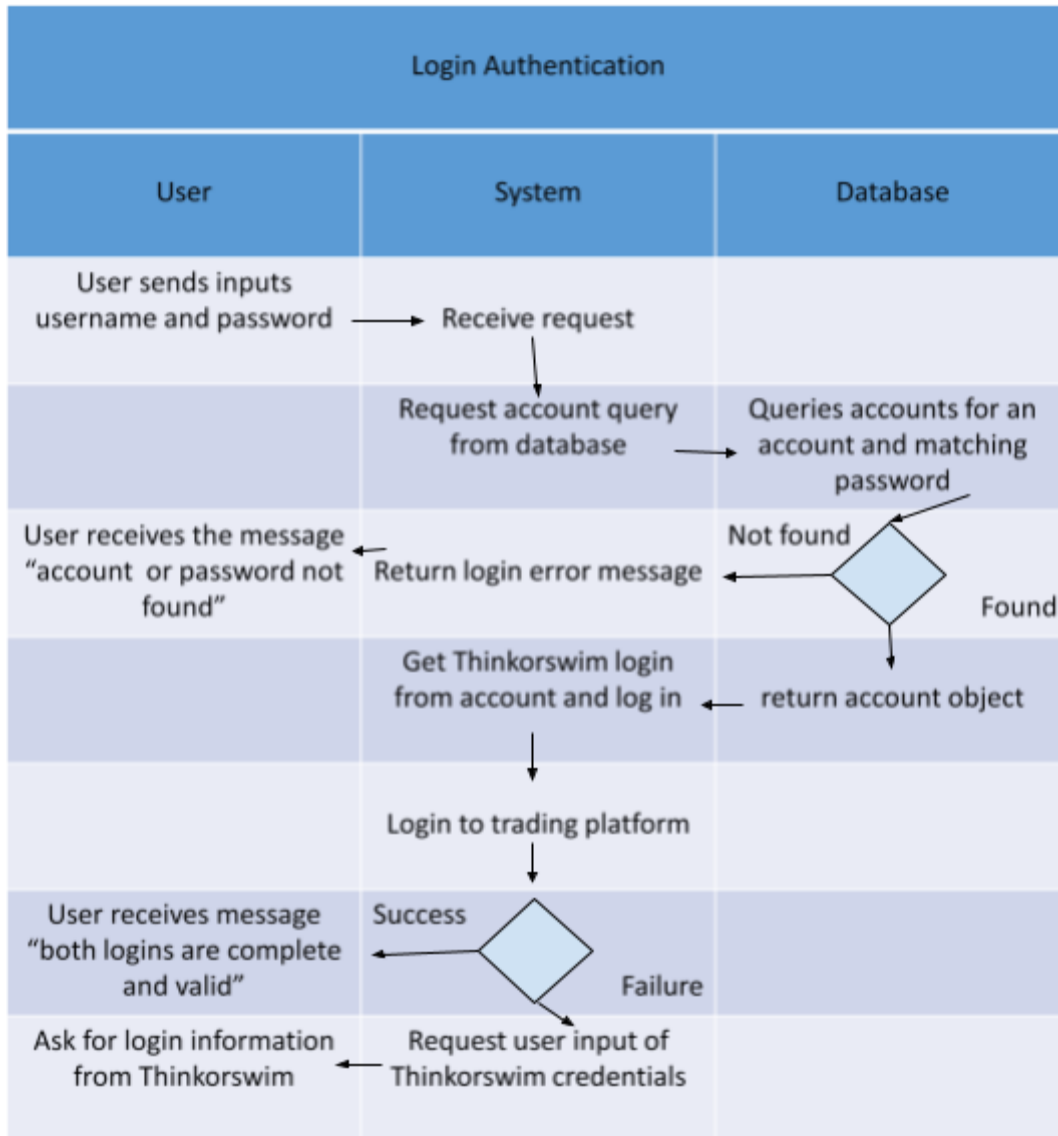 Login Authentication
User
System
Database
User sends inputs
username and password
Receive request
Request account query
from database
Queries accounts for an
account and matching
password
User receives the message
“account or password not
found”
Return login error message
Not found
Found
Get Thinkorswim login
from account and log in
return account object
Login to trading platform
User receives message
“both logins are complete
and valid”
Success
Failure
Ask for login information
from Thinkorswim
Request user input of
Thinkorswim credentials